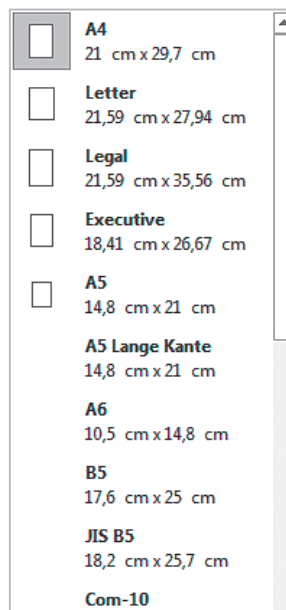 A4
21 cm x 29,7 cm
Letter
21,59 cm x 27,94 cm
Legal
21,59 cm x 35,56 cm
Executive
18,41 cm x 26,67 cm
A5
14,8 cm x 21 cm
A5 Lange Kante
14,8 cm x 21 cm
A6
10,5 cm x 14,8 cm
B5
17,6 cm x 25 cm
JIS B5
18,2 cm x 25,7 cm
Com-10